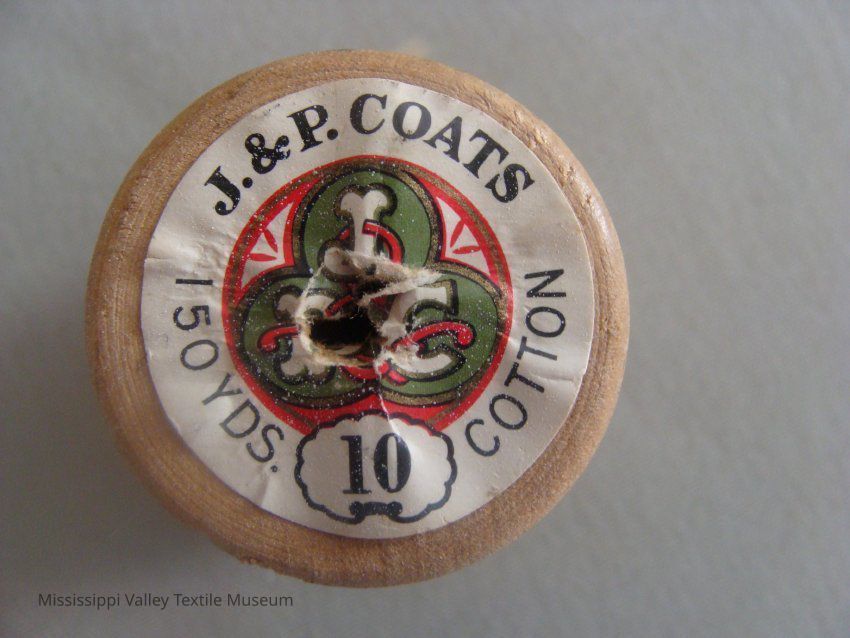 J. & P. COATS
150 YDS.
COTTON
J
P
C
10
Mississippi Valley Textile Museum